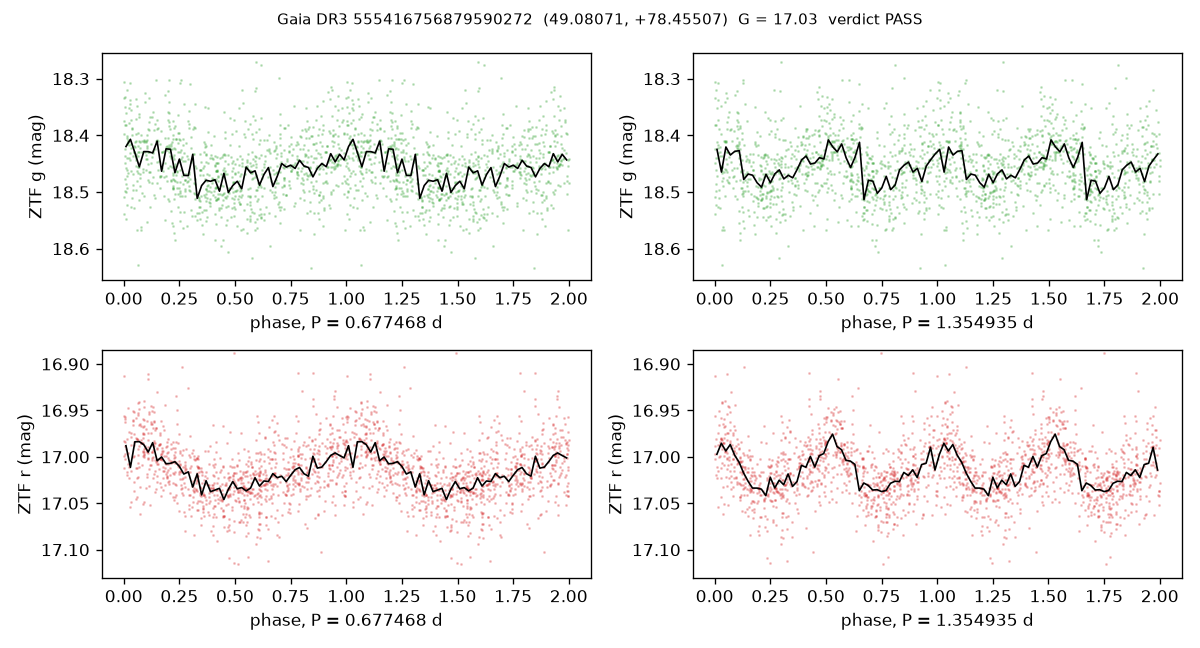 Gaia DR3 555416756879590272  (49.08071, +78.45507)  G = 17.03  verdict PASS
ZTF g (mag)
18.3
18.4
18.5
18.6
0.00 0.25 0.50 0.75 1.00 1.25 1.50 1.75 2.00
phase, P = 0.677468 d
ZTF g (mag)
18.3
18.4
18.5
18.6
0.00 0.25 0.50 0.75 1.00 1.25 1.50 1.75 2.00
phase, P = 1.354935 d
ZTF r (mag)
16.90
16.95
17.00
17.05
17.10
0.00 0.25 0.50 0.75 1.00 1.25 1.50 1.75 2.00
phase, P = 0.677468 d
ZTF r (mag)
16.90
16.95
17.00
17.05
17.10
0.00 0.25 0.50 0.75 1.00 1.25 1.50 1.75 2.00
phase, P = 1.354935 d